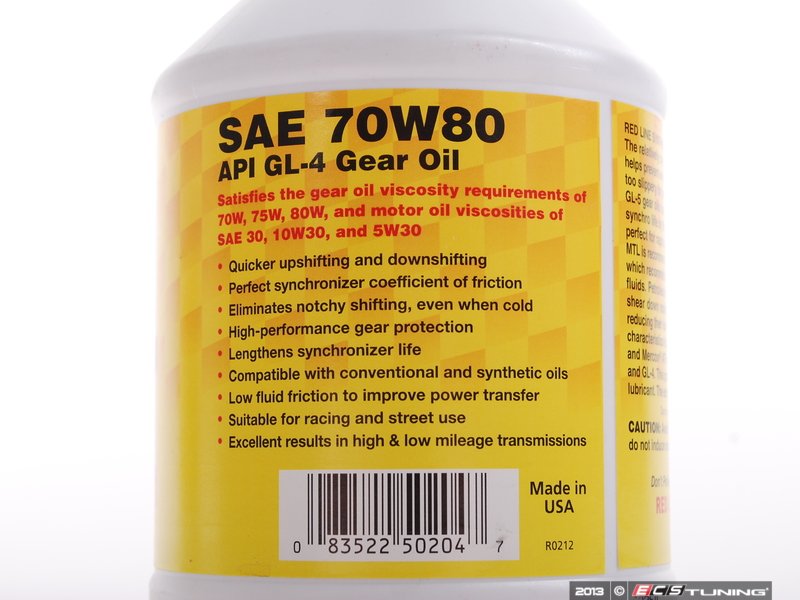 SAE 70W80
API GL-4 Gear Oil
Satisfies the gear oil viscosity requirements of
70W, 75W, 80W, and motor oil viscosities of
SAE 30, 10W30, and 5W30
• Quicker upshifting and downshifting
• Perfect synchronizer coefficient of friction
• Eliminates notchy shifting, even when cold
• High-performance gear protection
• Lengthens synchronizer life
• Compatible with conventional and synthetic oils
• Low fluid friction to improve power transfer
• Suitable for racing and street use
• Excellent results in high & low mileage transmissions
Made in
USA
0 83522 50204 7
R0212
RED LINE
The
helps
too
GL-5 gear
synchro
perfect for
MTL is
which
fluids.
shear down
reducing
and
and GL-4.
lubricant.
CAUTION:
do not
2013 © ECS TUNING